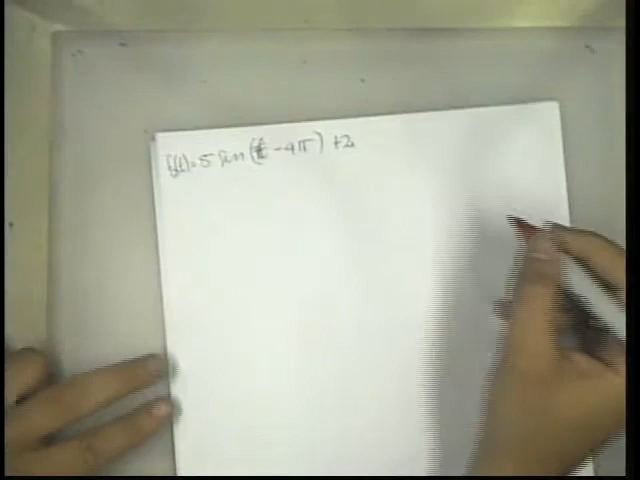 f(t)=5 sin(t - 4π) +2